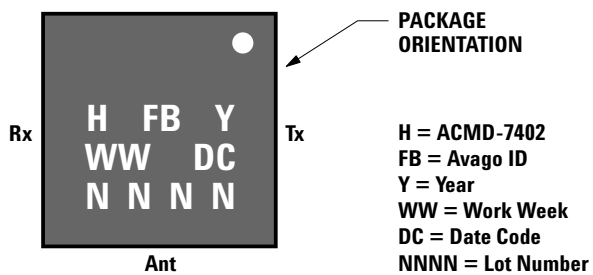 PACKAGE
ORIENTATION
H FB Y
WW DC
N N N N
Rx
Tx
Ant
H = ACMD-7402
FB = Avago ID
Y = Year
WW = Work Week
DC = Date Code
NNNN = Lot Number